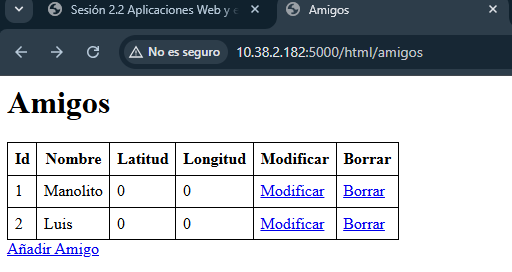 Sesión 2.2 Aplicaciones Web y
Amigos
No es seguro
10.38.2.182:5000/html/amigos
Amigos
Id Nombre Latitud Longitud Modificar Borrar
1 Manolito 0 0 Modificar Borrar
2 Luis 0 0 Modificar Borrar
Añadir Amigo